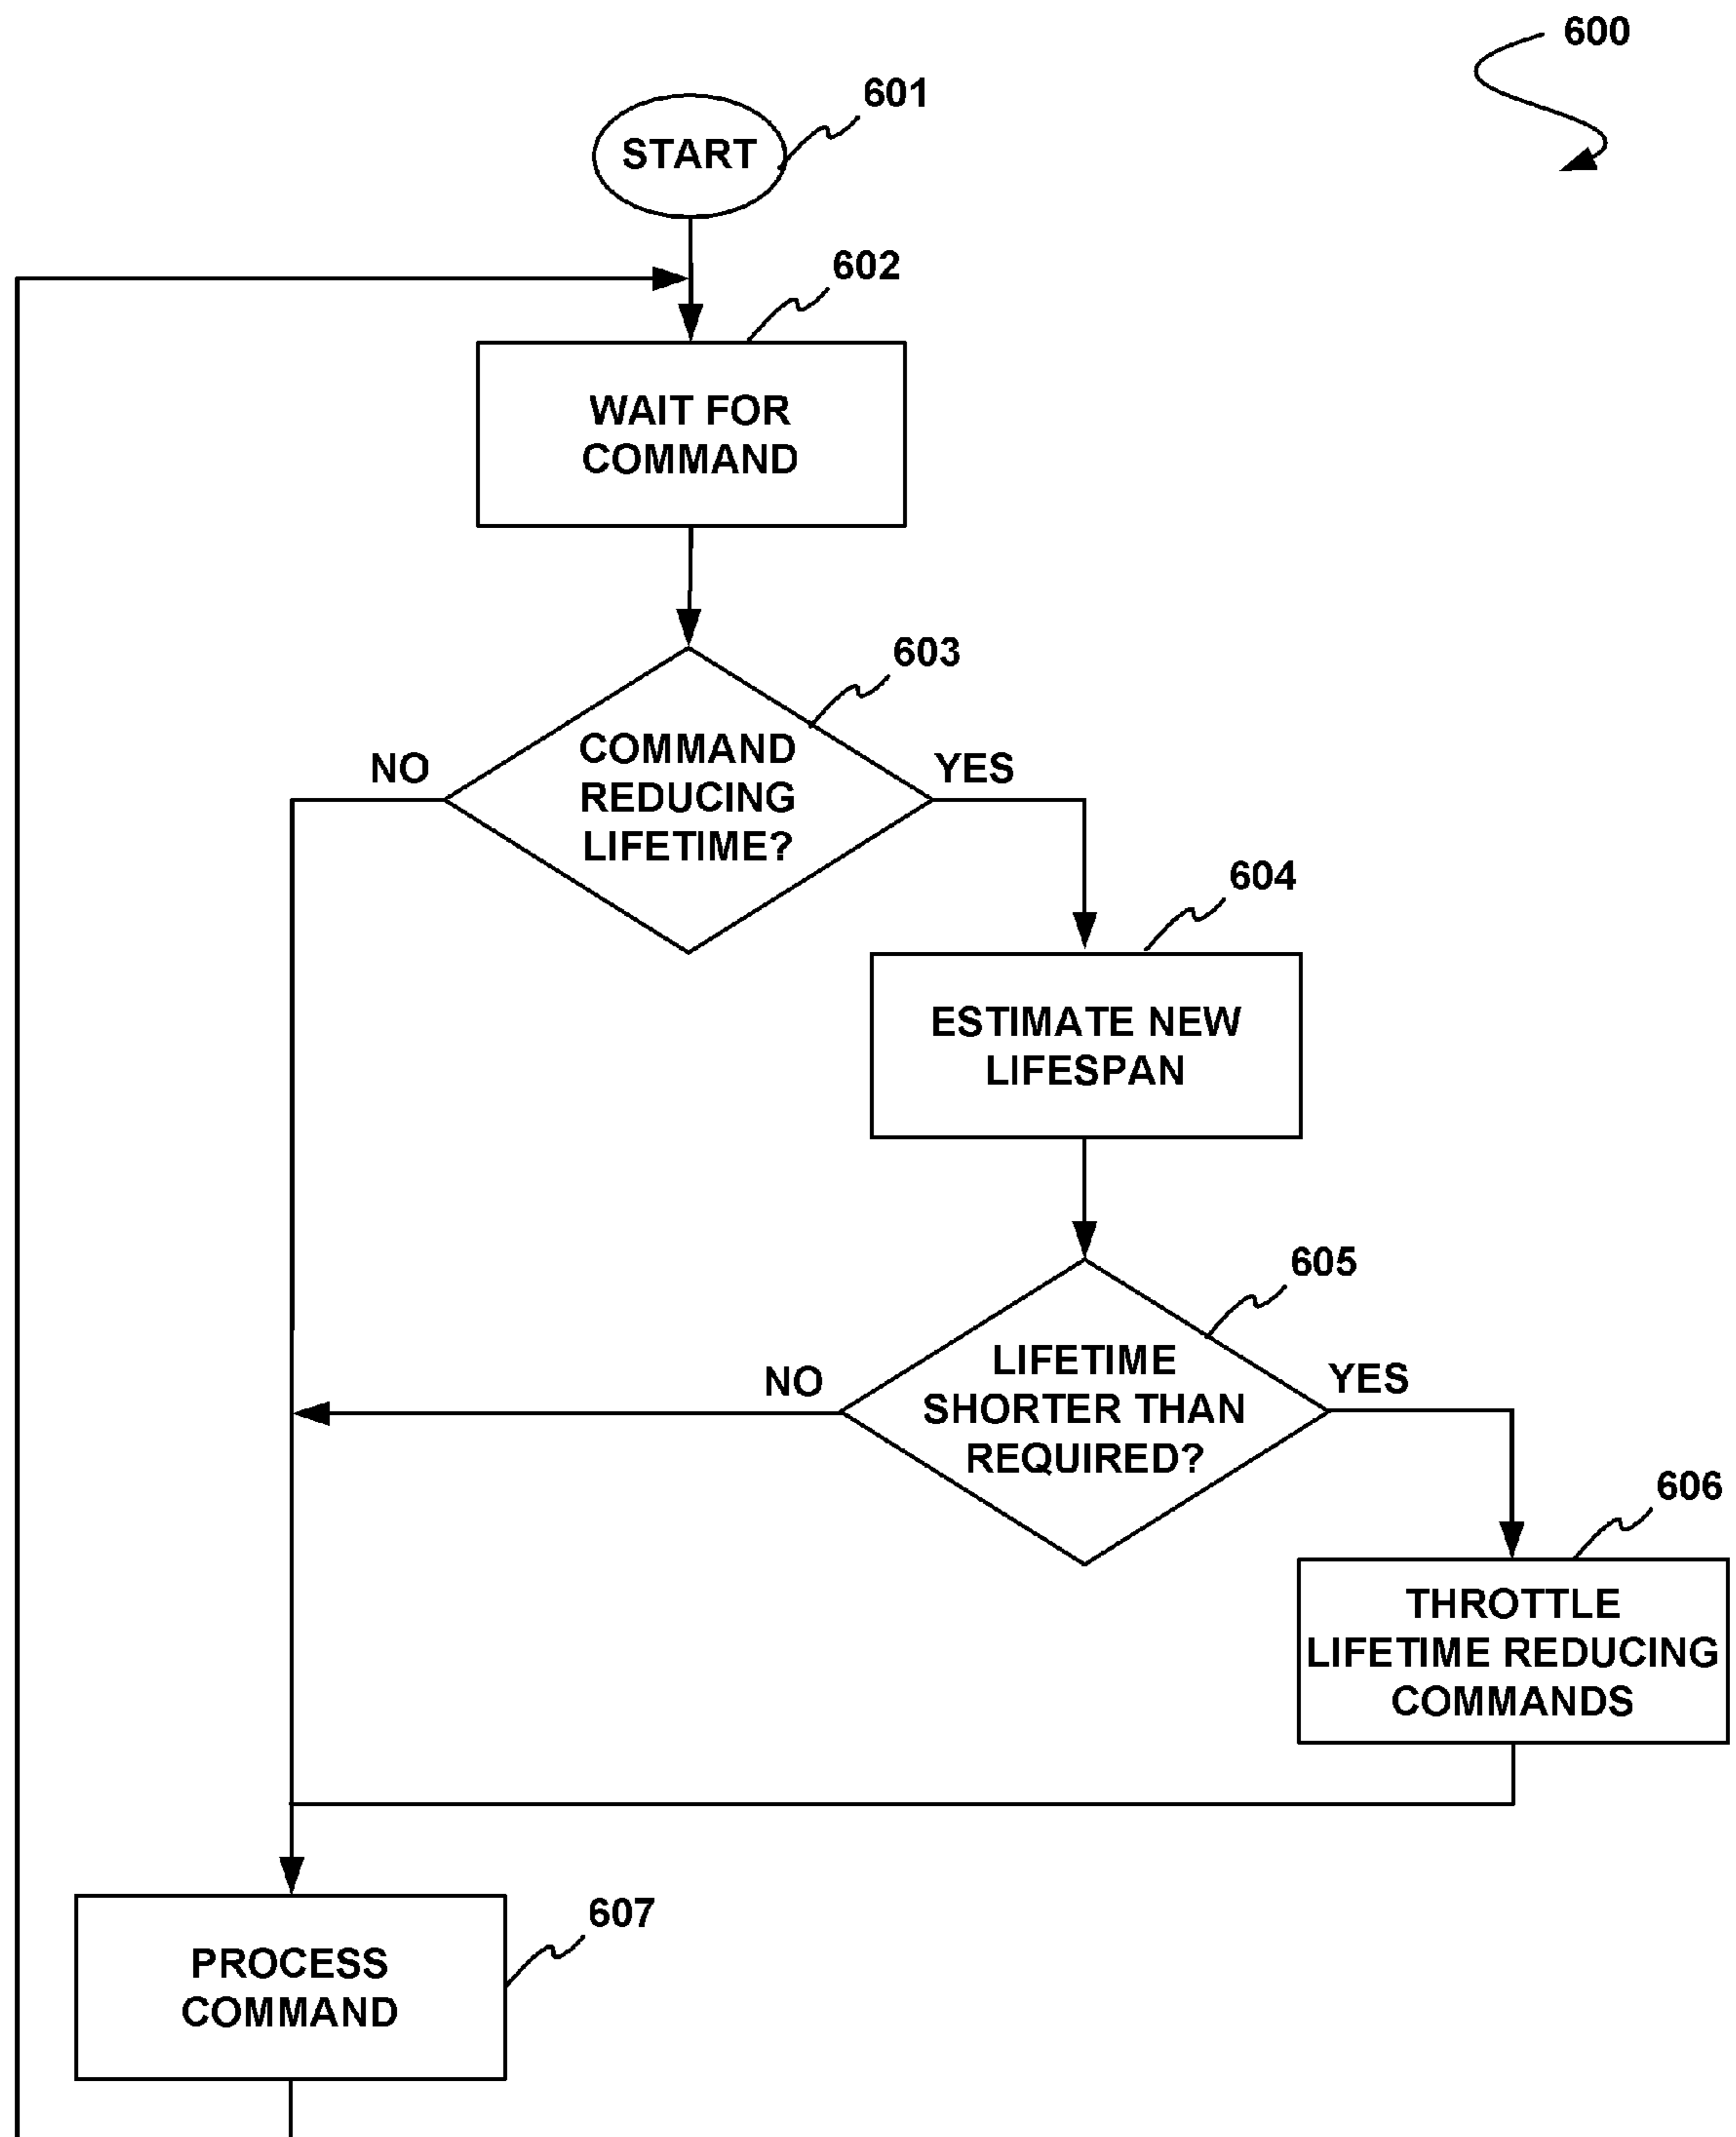 600
601
START
602
WAIT FOR
COMMAND
603
NO
COMMAND
REDUCING
LIFETIME?
YES
604
ESTIMATE NEW
LIFESPAN
605
NO
LIFETIME
SHORTER THAN
REQUIRED?
YES
606
THROTTLE
LIFETIME REDUCING
COMMANDS
607
PROCESS
COMMAND